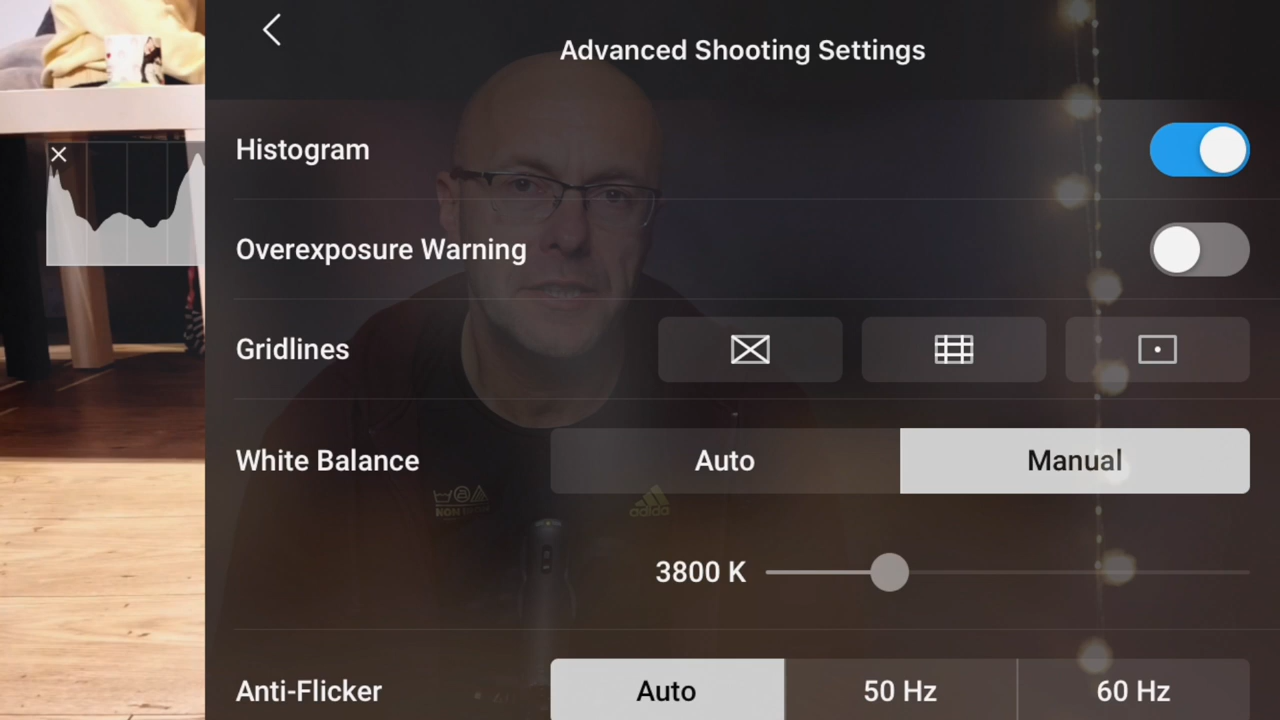 Advanced Shooting Settings
Histogram
Overexposure Warning
Gridlines
White Balance Auto Manual
adidas
3800 K
Anti-Flicker Auto 50 Hz 60 Hz